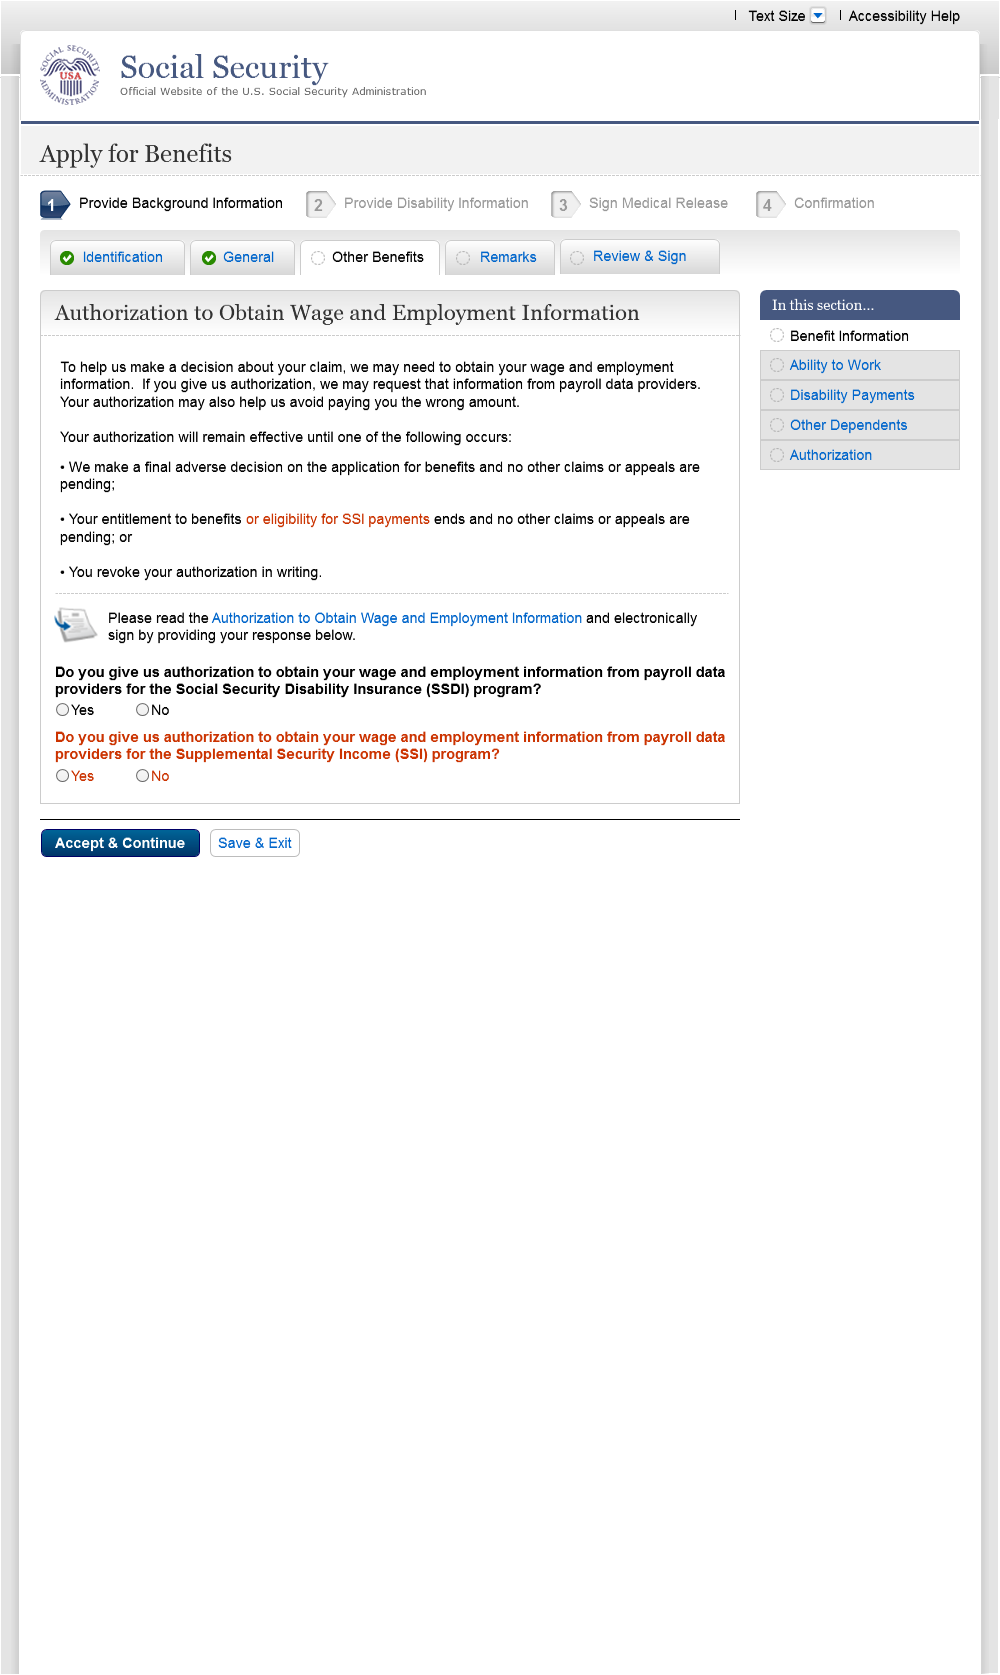 Text Size
Accessibility Help
SOCIAL SECURITY ADMINISTRATION
USA
Social Security
Official Website of the U.S. Social Security Administration
Apply for Benefits
1 Provide Background Information
2 Provide Disability Information
3 Sign Medical Release
4 Confirmation
Identification
General
Other Benefits
Remarks
Review & Sign
Authorization to Obtain Wage and Employment Information
To help us make a decision about your claim, we may need to obtain your wage and employment
information.  If you give us authorization, we may request that information from payroll data providers.
Your authorization may also help us avoid paying you the wrong amount.
Your authorization will remain effective until one of the following occurs:
• We make a final adverse decision on the application for benefits and no other claims or appeals are
pending;
• Your entitlement to benefits or eligibility for SSI payments ends and no other claims or appeals are
pending; or
• You revoke your authorization in writing.
Please read the Authorization to Obtain Wage and Employment Information and electronically
sign by providing your response below.
Do you give us authorization to obtain your wage and employment information from payroll data
providers for the Social Security Disability Insurance (SSDI) program?
Yes No
Do you give us authorization to obtain your wage and employment information from payroll data
providers for the Supplemental Security Income (SSI) program?
Yes No
Accept & Continue
Save & Exit
In this section...
Benefit Information
Ability to Work
Disability Payments
Other Dependents
Authorization